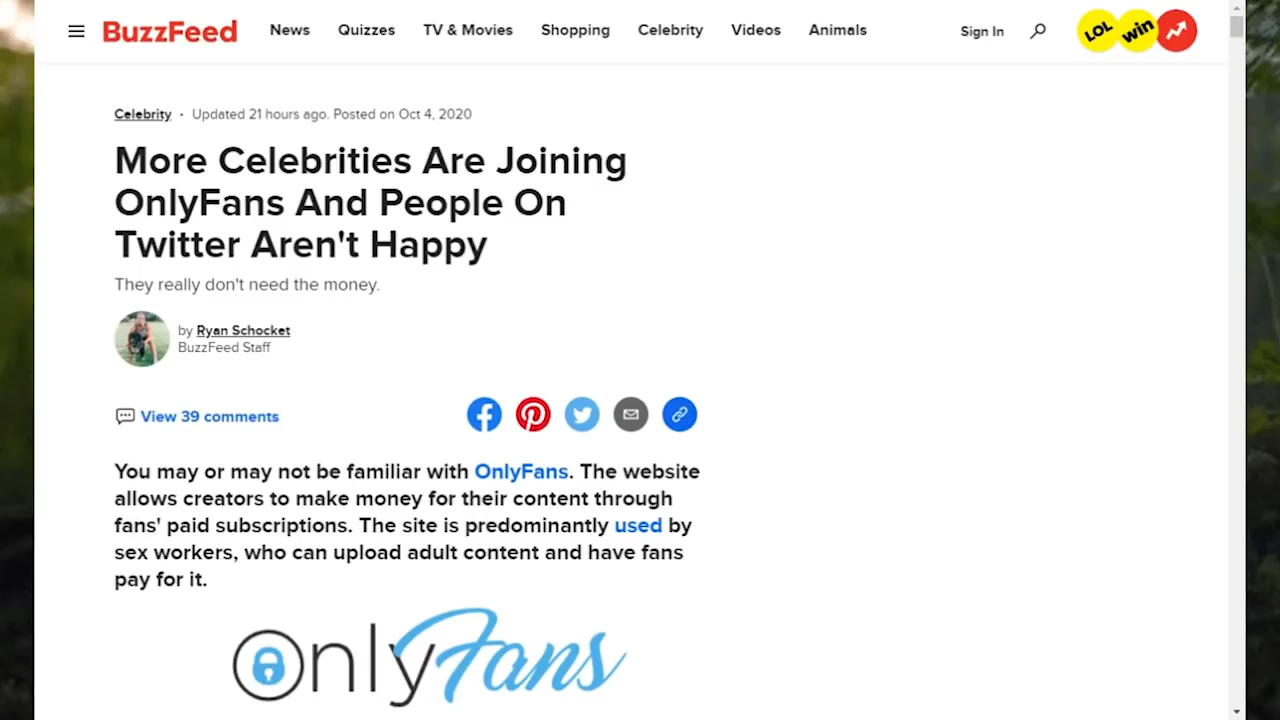 BuzzFeed News Quizzes TV & Movies Shopping Celebrity Videos Animals Sign In LOL win
Celebrity · Updated 21 hours ago. Posted on Oct 4, 2020
More Celebrities Are Joining
OnlyFans And People On
Twitter Aren't Happy
They really don't need the money.
by Ryan Schocket
BuzzFeed Staff
View 39 comments
You may or may not be familiar with OnlyFans. The website
allows creators to make money for their content through
fans' paid subscriptions. The site is predominantly used by
sex workers, who can upload adult content and have fans
pay for it.
OnlyFans